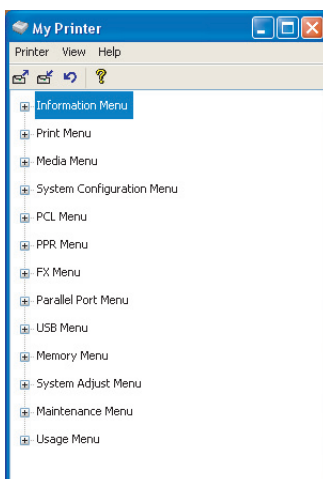 My Printer
Printer View Help
Information Menu
Print Menu
Media Menu
System Configuration Menu
PCL Menu
PPR Menu
FX Menu
Parallel Port Menu
USB Menu
Memory Menu
System Adjust Menu
Maintenance Menu
Usage Menu